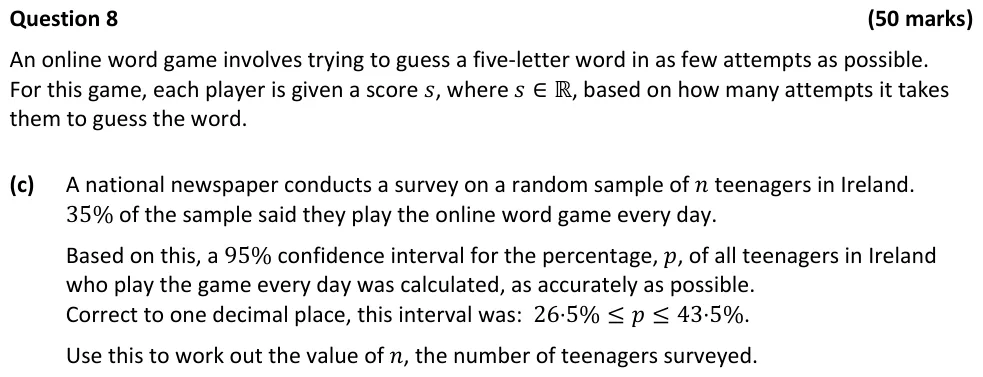 Question 8 (50 marks)
An online word game involves trying to guess a five-letter word in as few attempts as possible.
For this game, each player is given a score s, where s ∈ ℝ, based on how many attempts it takes
them to guess the word.
(c) A national newspaper conducts a survey on a random sample of n teenagers in Ireland.
35% of the sample said they play the online word game every day.
Based on this, a 95% confidence interval for the percentage, p, of all teenagers in Ireland
who play the game every day was calculated, as accurately as possible.
Correct to one decimal place, this interval was: 26·5% ≤ p ≤ 43·5%.
Use this to work out the value of n, the number of teenagers surveyed.